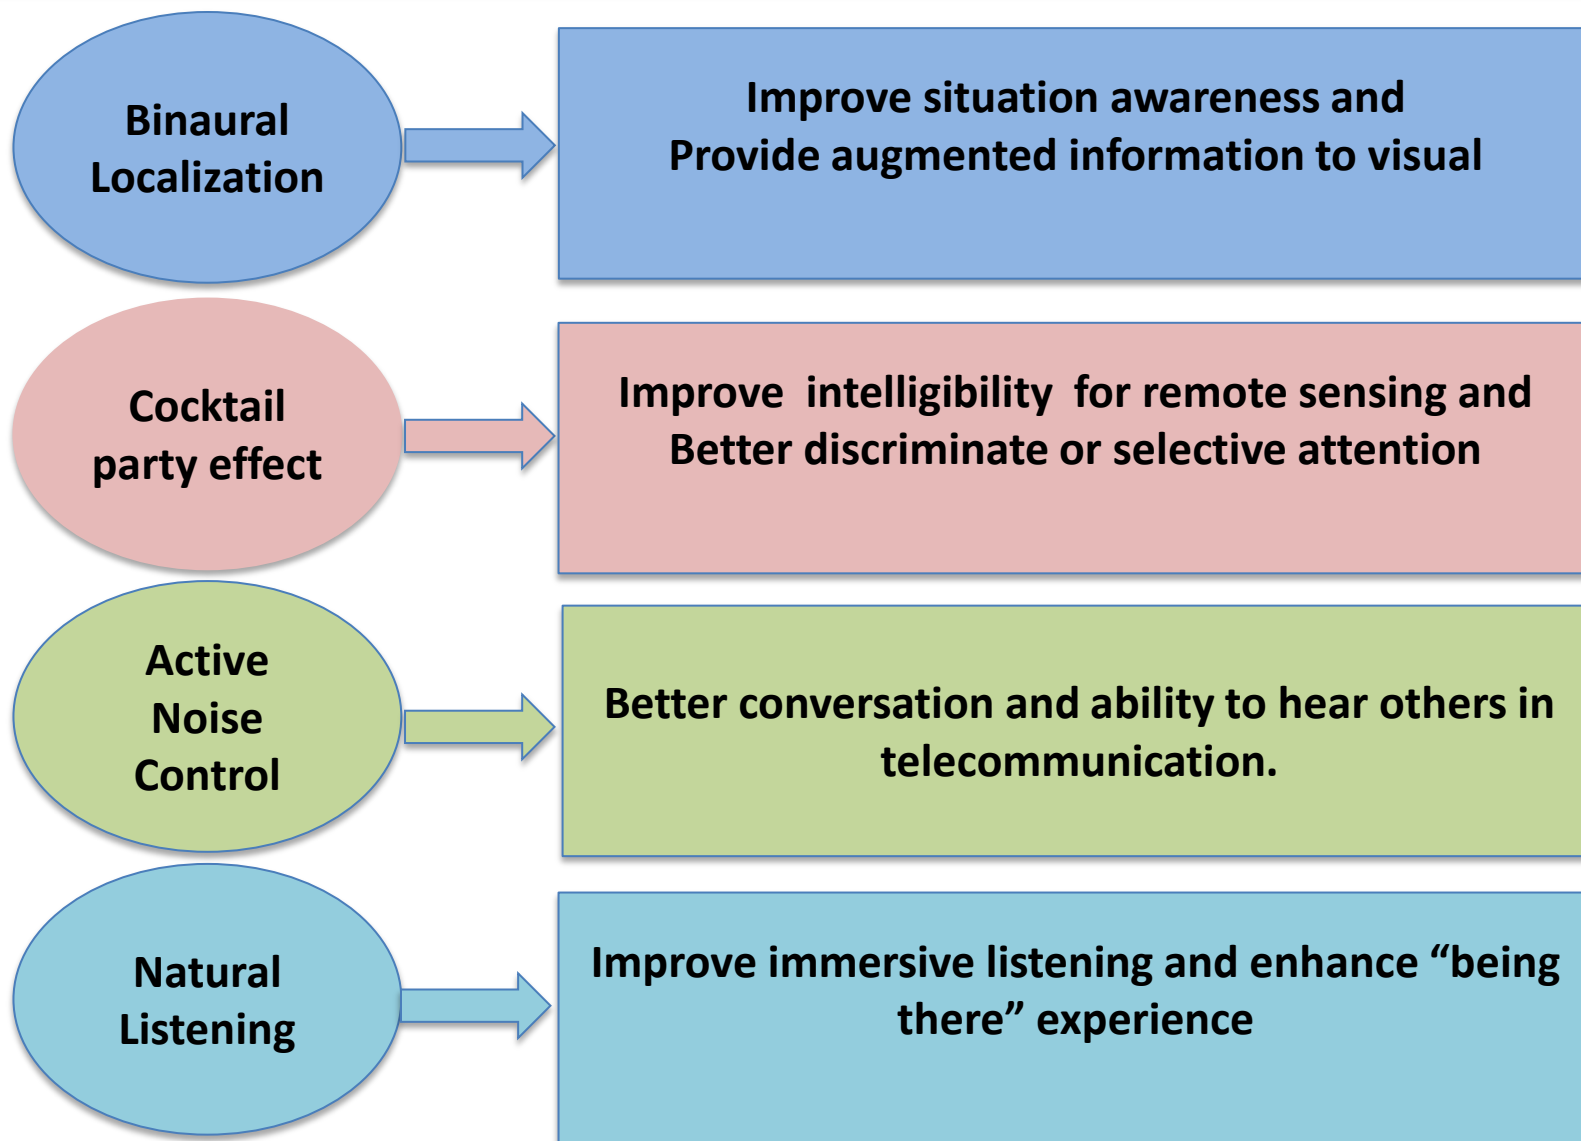 Binaural
Localization
Improve situation awareness and
Provide augmented information to visual
Cocktail
party effect
Improve  intelligibility  for remote sensing and
Better discriminate or selective attention
Active
Noise
Control
Better conversation and ability to hear others in
telecommunication.
Natural
Listening
Improve immersive listening and enhance “being
there” experience